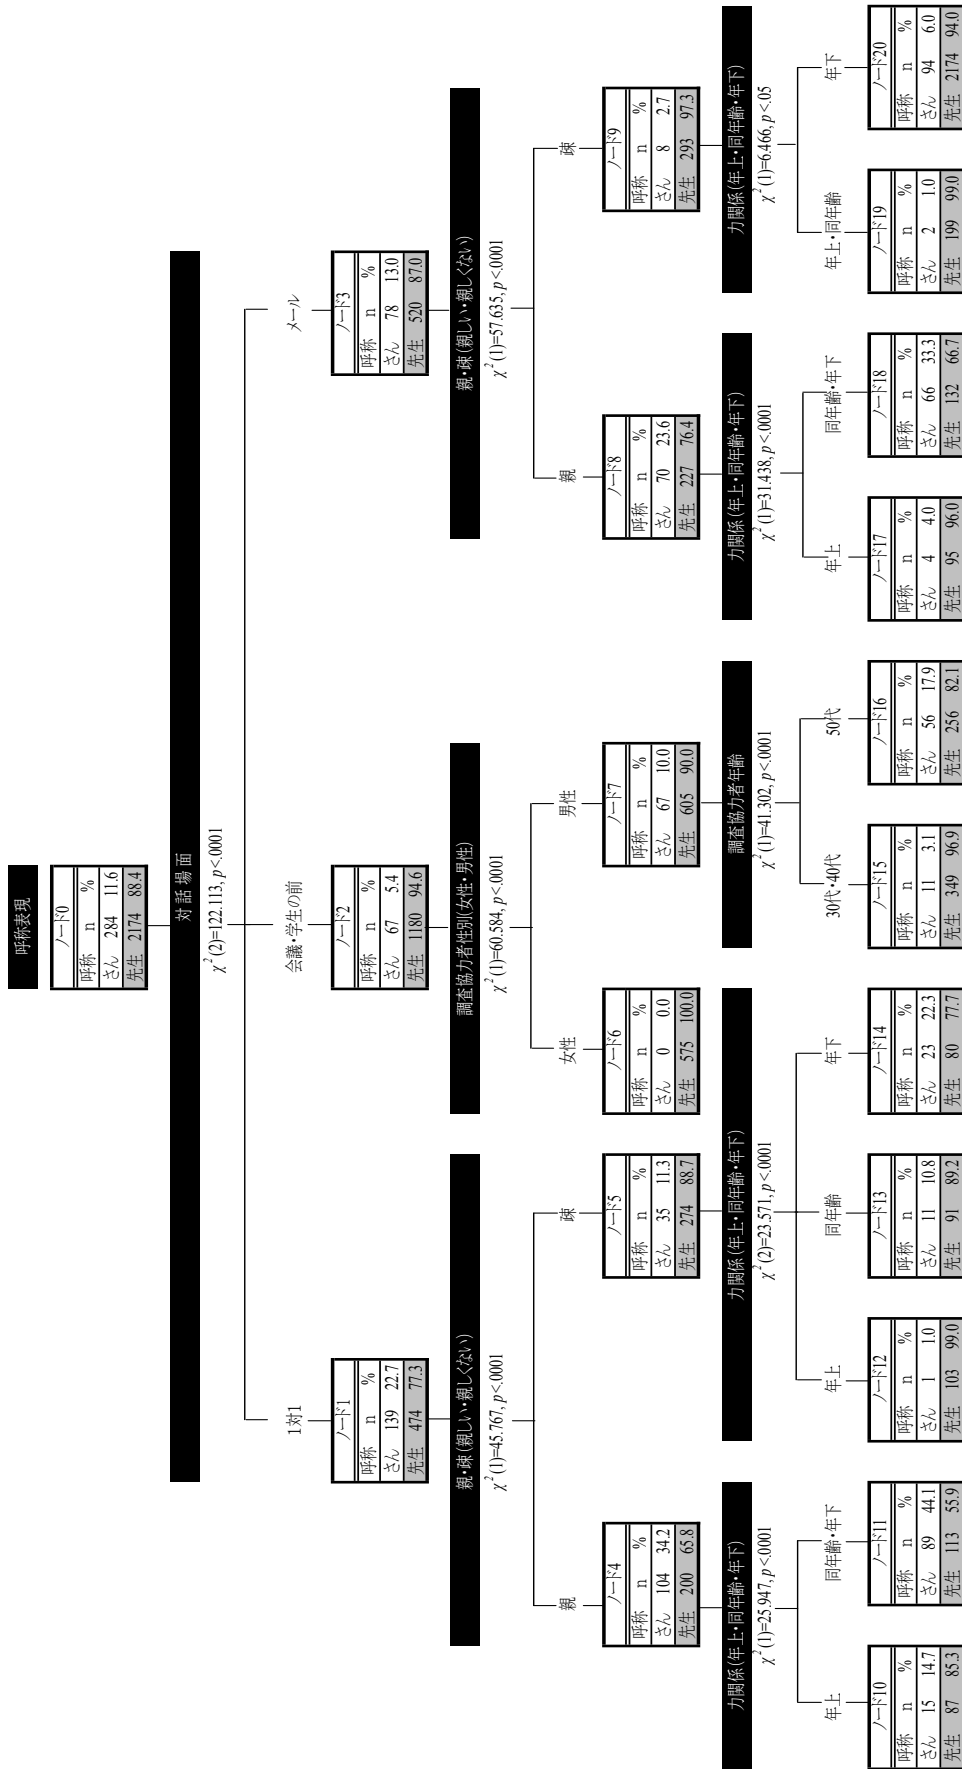 呼称表現
ノード0
呼称 n %
さん 284 11.6
先生 2174 88.4
対話場面
χ²(2)=122.113, p<.0001
1対1
会議・学生の前
メール
ノード1
呼称 n %
さん 139 22.7
先生 474 77.3
ノード2
呼称 n %
さん 67 5.4
先生 1180 94.6
ノード3
呼称 n %
さん 78 13.0
先生 520 87.0
親・疎(親しい・親しくない)
χ²(1)=45.767, p<.0001
調査協力者性別(女性・男性)
χ²(1)=60.584, p<.0001
親・疎(親しい・親しくない)
χ²(1)=57.635, p<.0001
親
疎
女性
男性
親
疎
ノード4
呼称 n %
さん 104 34.2
先生 200 65.8
ノード5
呼称 n %
さん 35 11.3
先生 274 88.7
ノード6
呼称 n %
さん 0 0.0
先生 575 100.0
ノード7
呼称 n %
さん 67 10.0
先生 605 90.0
ノード8
呼称 n %
さん 70 23.6
先生 227 76.4
ノード9
呼称 n %
さん 8 2.7
先生 293 97.3
力関係(年上・同年齢・年下)
χ²(1)=25.947, p<.0001
力関係(年上・同年齢・年下)
χ²(2)=23.571, p<.0001
調査協力者年齢
χ²(1)=41.302, p<.0001
力関係(年上・同年齢・年下)
χ²(1)=31.438, p<.0001
力関係(年上・同年齢・年下)
χ²(1)=6.466, p<.05
年上
同年齢・年下
年上
同年齢
年下
30代・40代
50代
年上
同年齢・年下
年上・同年齢
年下
ノード10
呼称 n %
さん 15 14.7
先生 87 85.3
ノード11
呼称 n %
さん 89 44.1
先生 113 55.9
ノード12
呼称 n %
さん 1 1.0
先生 103 99.0
ノード13
呼称 n %
さん 11 10.8
先生 91 89.2
ノード14
呼称 n %
さん 23 22.3
先生 80 77.7
ノード15
呼称 n %
さん 11 3.1
先生 349 96.9
ノード16
呼称 n %
さん 56 17.9
先生 256 82.1
ノード17
呼称 n %
さん 4 4.0
先生 95 96.0
ノード18
呼称 n %
さん 66 33.3
先生 132 66.7
ノード19
呼称 n %
さん 2 1.0
先生 199 99.0
ノード20
呼称 n %
さん 94 6.0
先生 2174 94.0